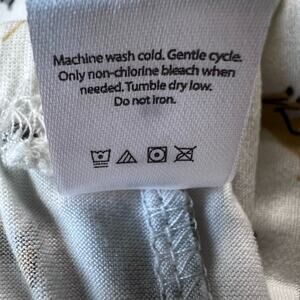 Machine wash cold. Gentle cycle.
Only non-chlorine bleach when
needed. Tumble dry low.
Do not iron.